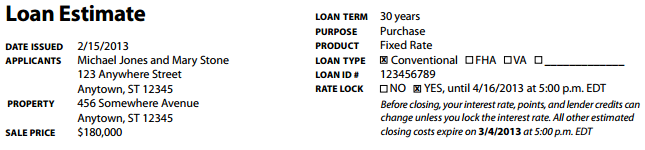 Loan Estimate
DATE ISSUED 2/15/2013
APPLICANTS Michael Jones and Mary Stone
123 Anywhere Street
Anytown, ST 12345
PROPERTY 456 Somewhere Avenue
Anytown, ST 12345
SALE PRICE $180,000
LOAN TERM 30 years
PURPOSE Purchase
PRODUCT Fixed Rate
LOAN TYPE ☒ Conventional ☐ FHA ☐ VA ☐ _____________
LOAN ID # 123456789
RATE LOCK ☐ NO ☒ YES, until 4/16/2013 at 5:00 p.m. EDT
Before closing, your interest rate, points, and lender credits can
change unless you lock the interest rate. All other estimated
closing costs expire on 3/4/2013 at 5:00 p.m. EDT